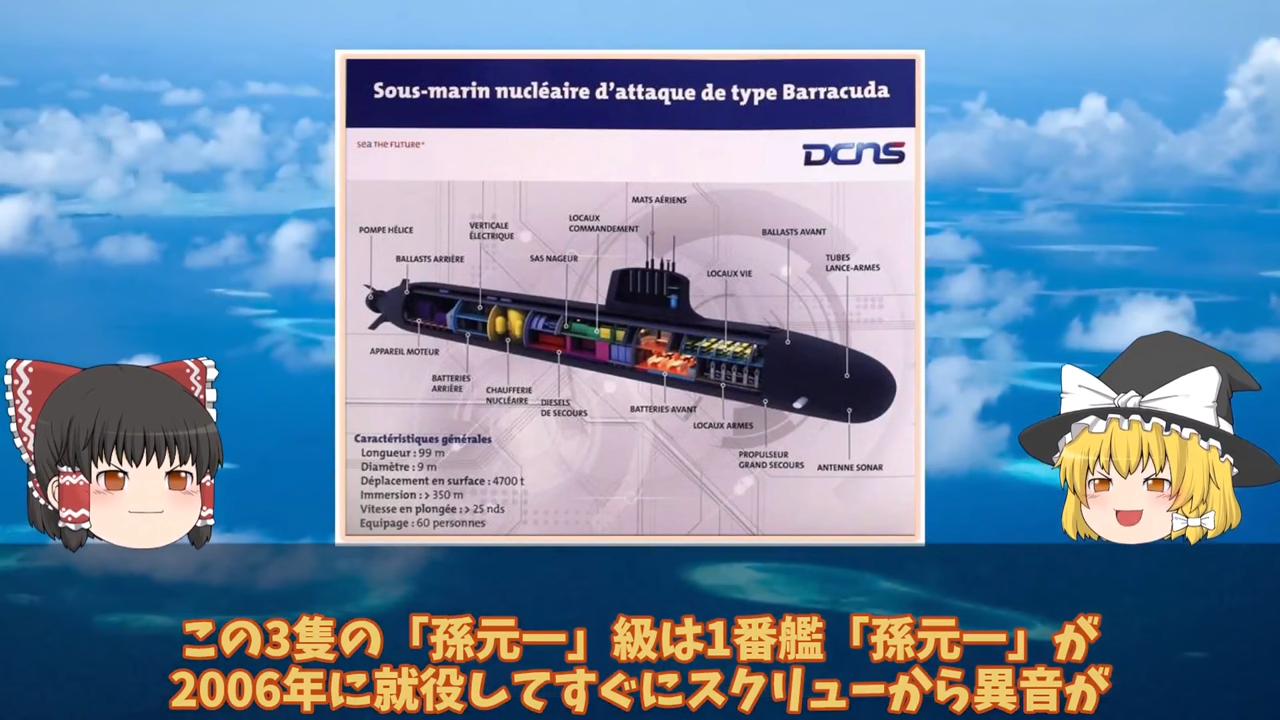 Sous-marin nucléaire d'attaque de type Barracuda
sea THE FUTURE*
DCNS
MATS AÉRIENS
LOCAUX
COMMANDEMENT
VERTICALE
ÉLECTRIQUE
POMPE HÉLICE
BALLASTS AVANT
BALLASTS ARRIÈRE
SAS NAGEUR
TUBES
LANCE-ARMES
LOCAUX VIE
APPAREIL MOTEUR
BATTERIES
ARRIÈRE
CHAUFFERIE
NUCLÉAIRE
DIESELS
DE SECOURS
BATTERIES AVANT
LOCAUX ARMES
PROPULSEUR
GRAND SECOURS
ANTENNE SONAR
Caractéristiques générales
Longueur : 99 m
Diamètre : 9 m
Déplacement en surface : 4700 t
Immersion : > 350 m
Vitesse en plongée : > 25 nds
Equipage : 60 personnes
この3隻の「孫元一」級は1番艦「孫元一」が
2006年に就役してすぐにスクリューから異音が